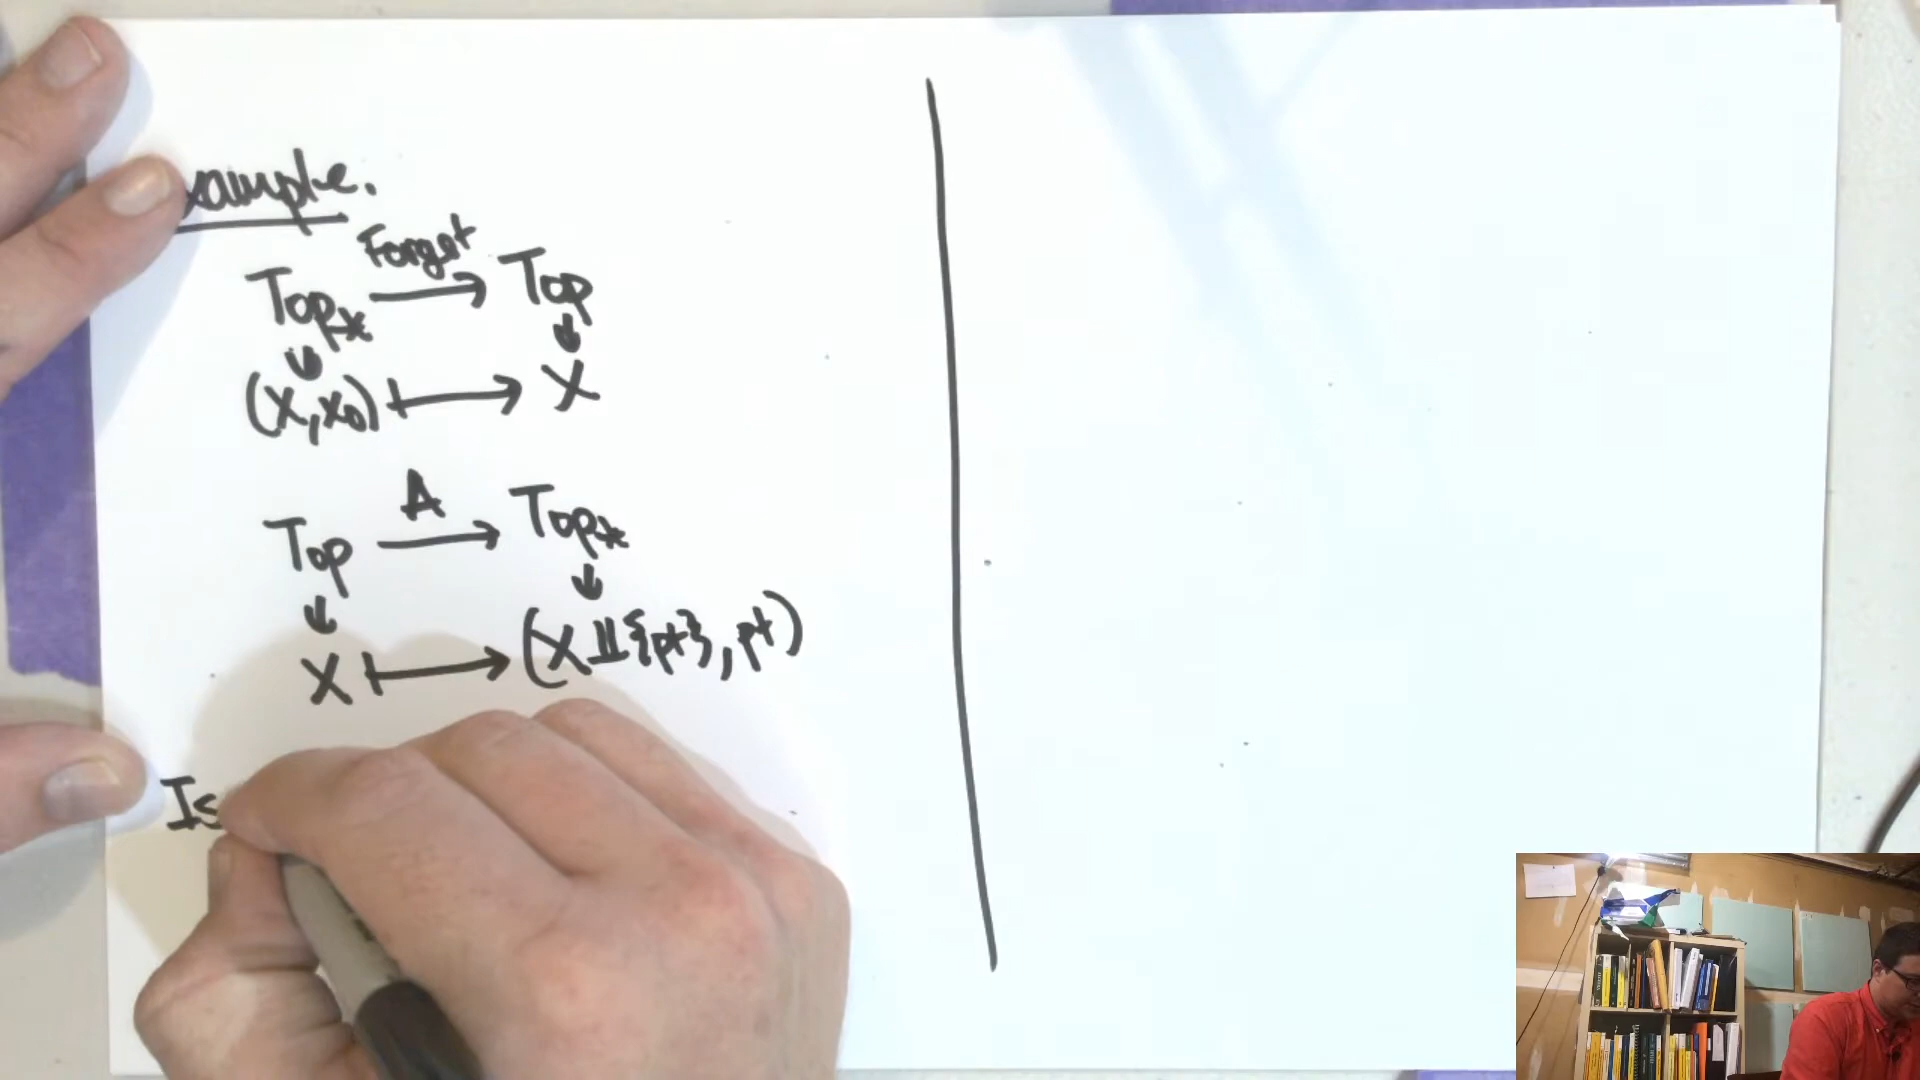 xample.
Forget
Top* → Top
↓ ↓
(X, x₀) ↦ X
A
Top → Top*
↓ ↓
X ↦ (X ⨿ {pt}, pt)
Is